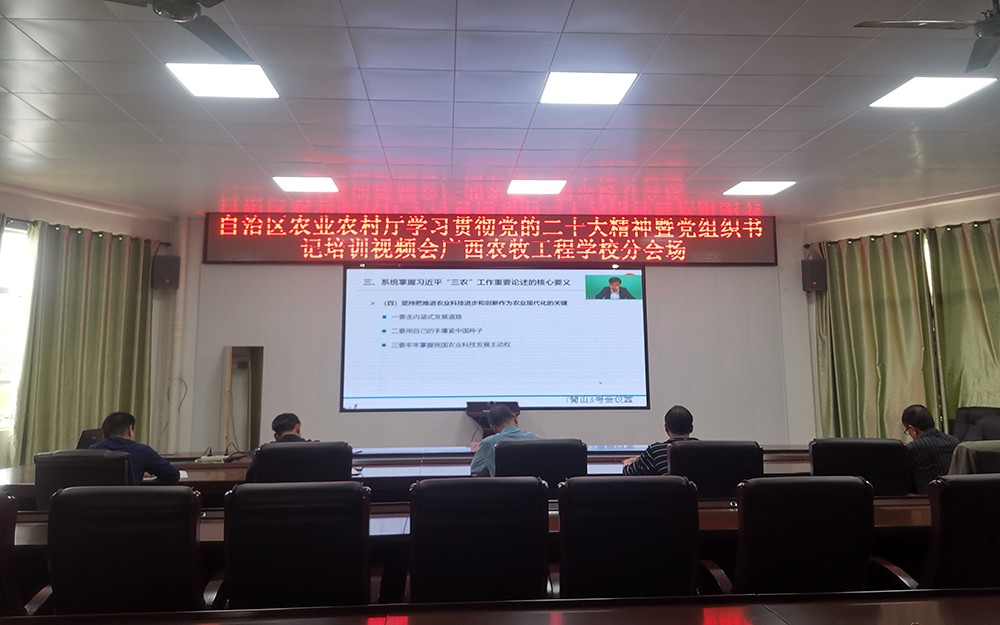 自治区农业农村厅学习贯彻党的二十大精神暨党组织书
记培训视频会广西农牧工程学校分会场
三、系统掌握习近平“三农”工作重要论述的核心要义
（四）坚持把推进农业科技进步和创新作为农业现代化的关键
一要走内涵式发展道路
二要用自己的手攥紧中国种子
三要牢牢掌握我国农业科技发展主动权